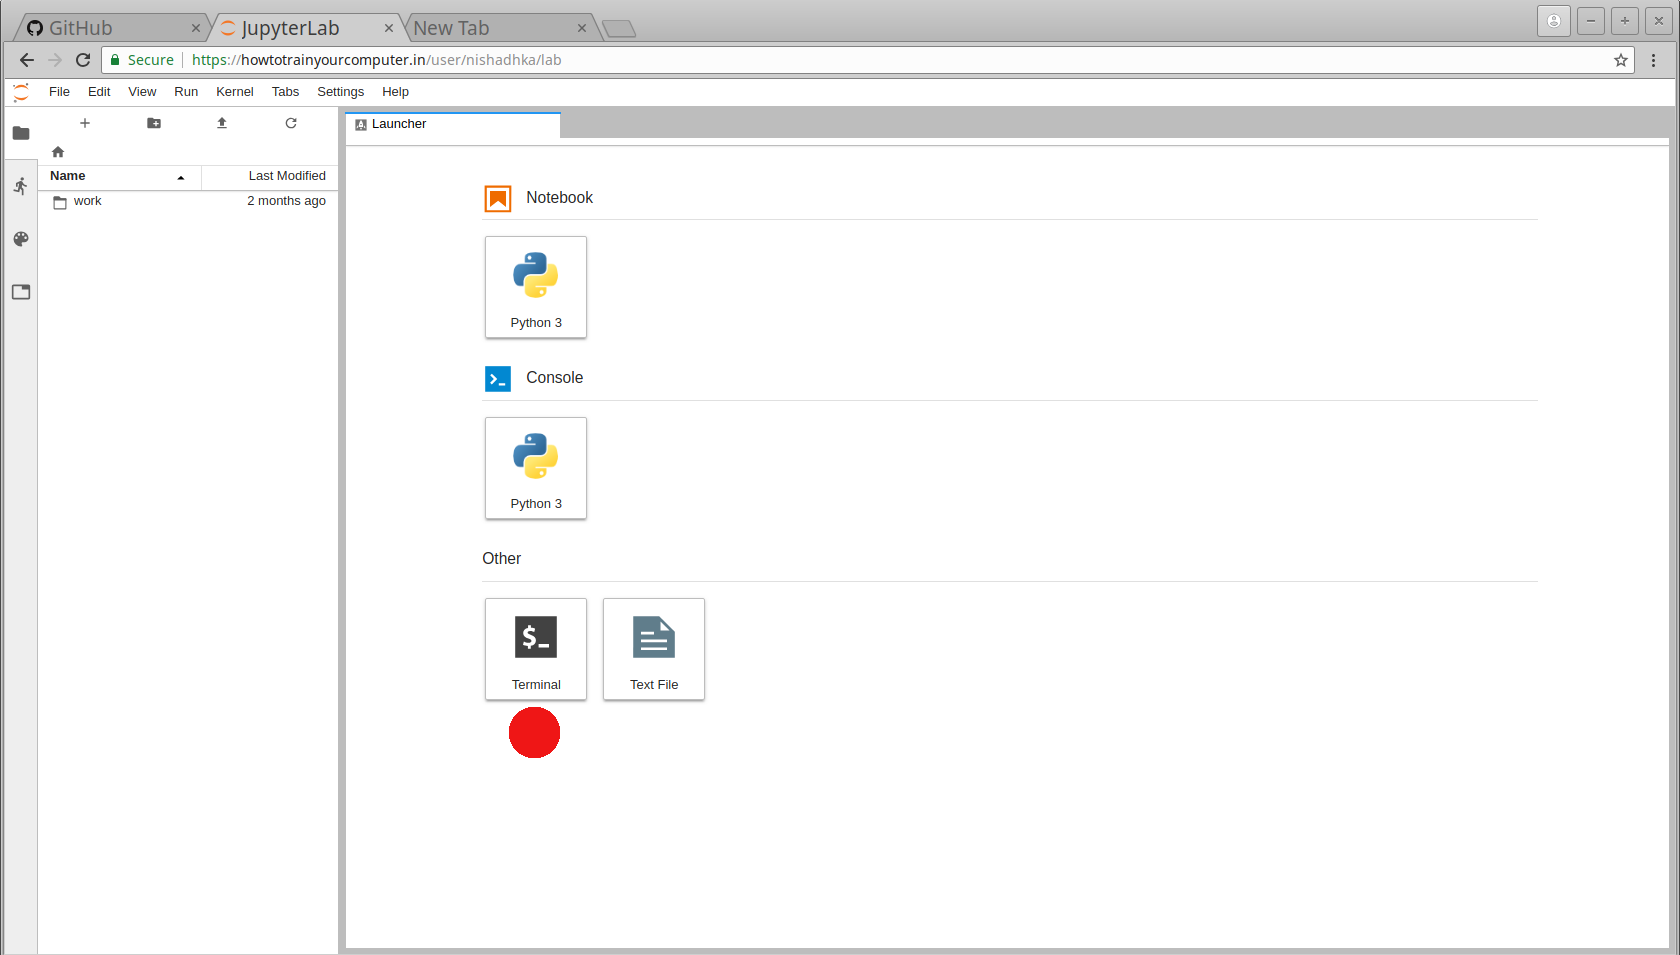 GitHub
JupyterLab
New Tab
Secure
https://howtotrainyourcomputer.in/user/nishadhka/lab
File Edit View Run Kernel Tabs Settings Help
Launcher
Name Last Modified
work 2 months ago
Notebook
Python 3
Console
Python 3
Other
$_
Terminal Text File